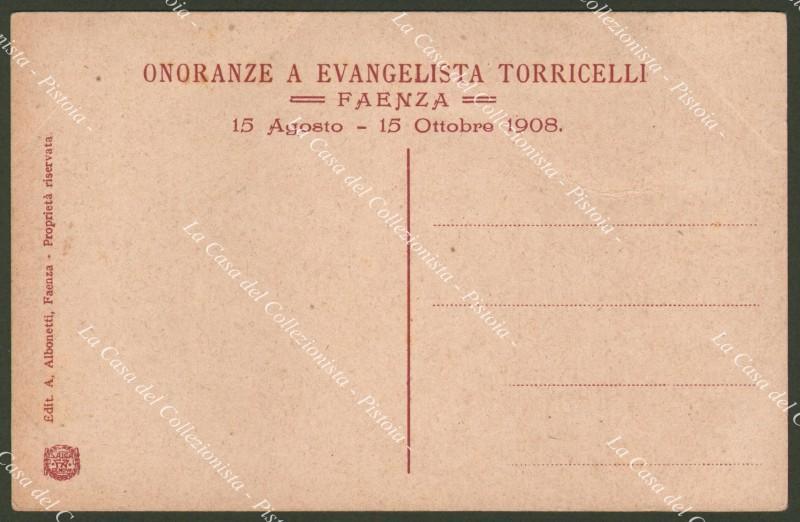 ONORANZE A EVANGELISTA TORRICELLI
FAENZA
15 Agosto - 15 Ottobre 1908.
Edit. A. Albonetti, Faenza - Proprietà riservata
La Casa del Collezionista - Pistoia -